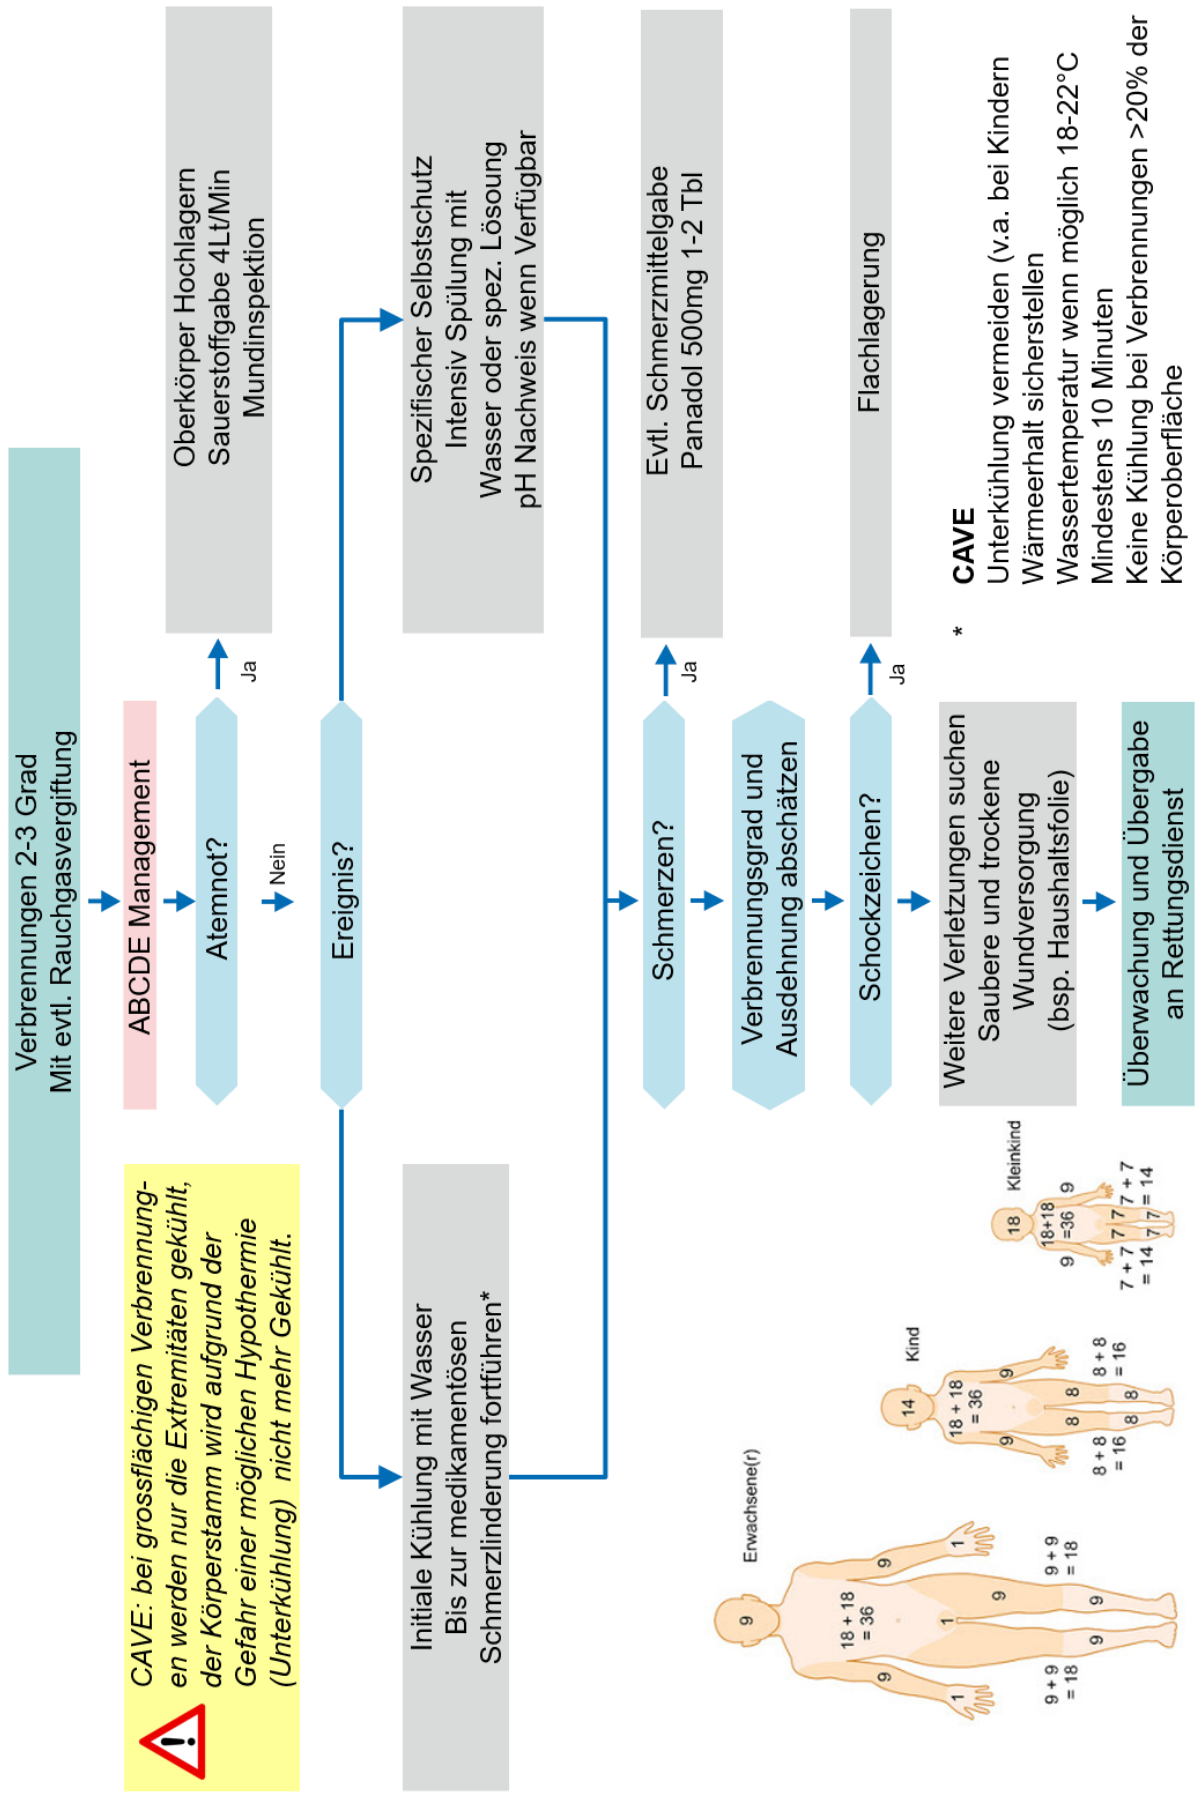 Verbrennungen 2-3 Grad
Mit evtl. Rauchgasvergiftung
CAVE: bei grossflächigen Verbrennung-
en werden nur die Extremitäten gekühlt,
der Körperstamm wird aufgrund der
Gefahr einer möglichen Hypothermie
(Unterkühlung) nicht mehr Gekühlt.
ABCDE Management
Atemnot?
Ja
Oberkörper Hochlagern
Sauerstoffgabe 4Lt/Min
Mundinspektion
Nein
Ereignis?
Initiale Kühlung mit Wasser
Bis zur medikamentösen
Schmerzlinderung fortführen*
Spezifischer Selbstschutz
Intensiv Spülung mit
Wasser oder spez. Lösoung
pH Nachweis wenn Verfügbar
Schmerzen?
Ja
Evtl. Schmerzmittelgabe
Panadol 500mg 1-2 Tbl
Verbrennungsgrad und
Ausdehnung abschätzen
Schockzeichen?
Ja
Flachlagerung
Weitere Verletzungen suchen
Saubere und trockene
Wundversorgung
(bsp. Haushaltsfolie)
Überwachung und Übergabe
an Rettungsdienst
* CAVE
Unterkühlung vermeiden (v.a. bei Kindern
Wärmeerhalt sicherstellen
Wassertemperatur wenn möglich 18-22°C
Mindestens 10 Minuten
Keine Kühlung bei Verbrennungen >20% der
Körperoberfläche
Erwachsene(r)
9
18 + 18
= 36
9
9
1
1
1
9
9 + 9
= 18
9 + 9
= 18
9
9
Kind
14
18 + 18
= 36
9
9
8
8
8 + 8
= 16
8 + 8
= 16
8
8
Kleinkind
18
18+18
=36
9
9
7
7
7 + 7
= 14
7 + 7
= 14
7
7